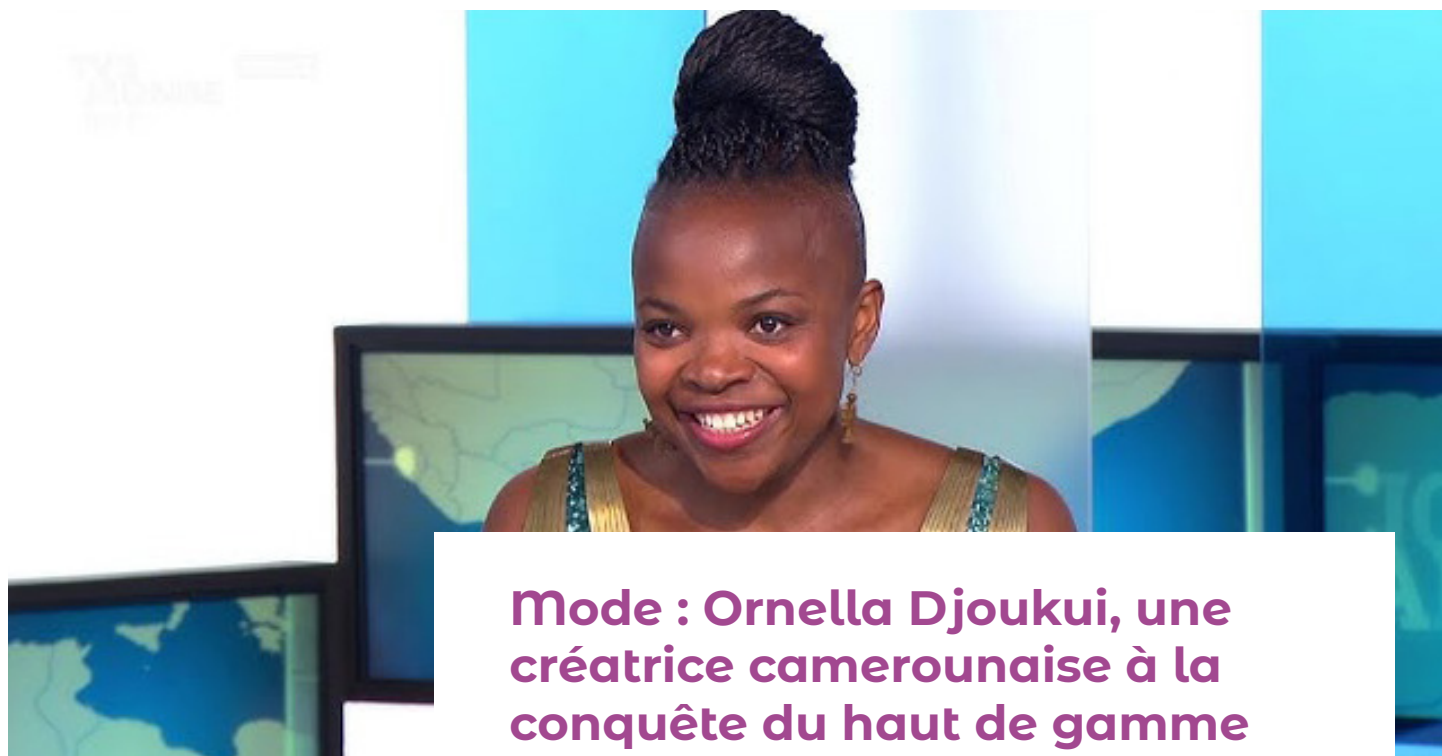 Mode : Ornella Djoukui, une
créatrice camerounaise à la
conquête du haut de gamme